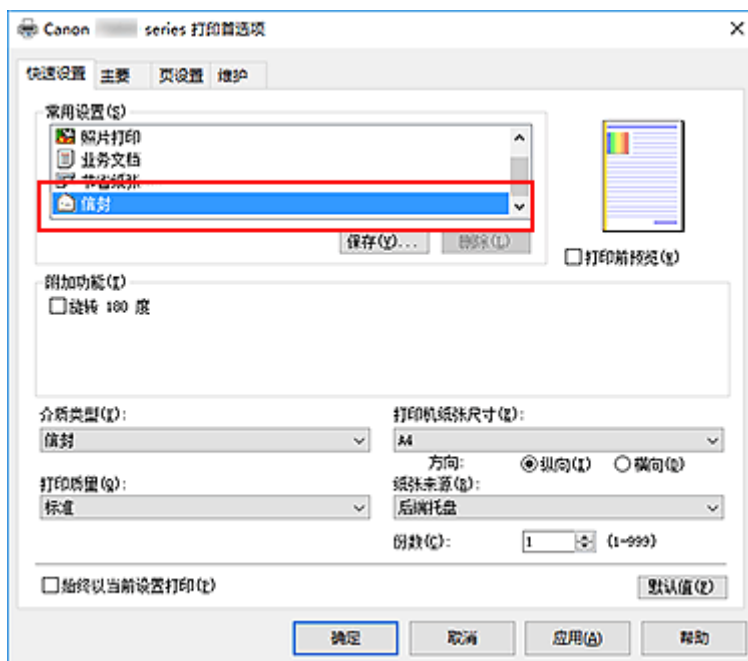 Canon series 打印首选项
快速设置 主要 页设置 维护
常用设置(S)
照片打印
业务文档
节省纸张
信封
保存(V)... 删除(L)
打印前预览(W)
附加功能(I)
旋转 180 度
介质类型(X): 打印机纸张尺寸(E):
信封 A4
方向: 纵向(I) 横向(D)
打印质量(Q): 纸张来源(B):
标准 后端托盘
份数(C): 1 (1-999)
始终以当前设置打印(P) 默认值(Z)
确定 取消 应用(A) 帮助